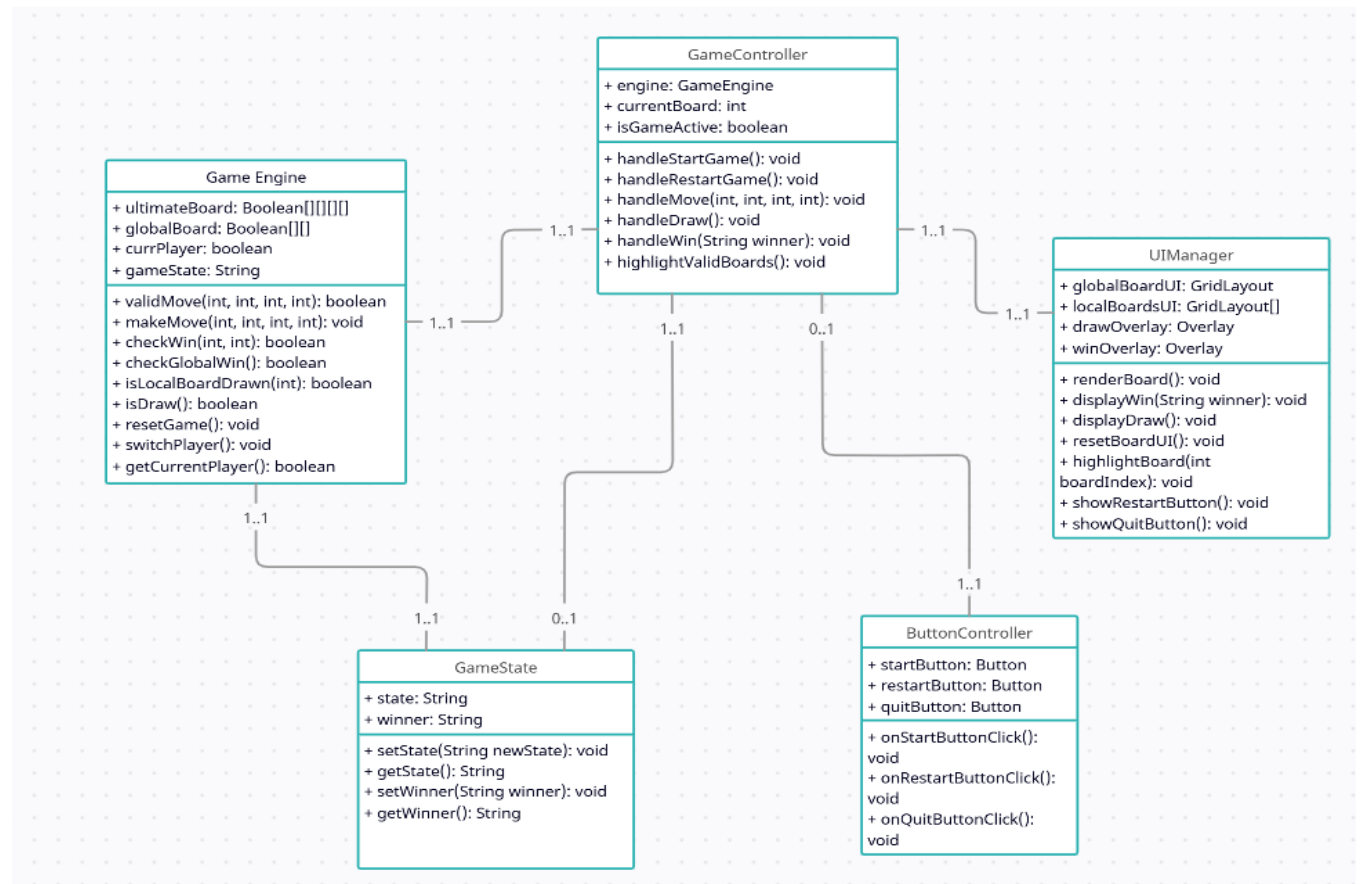 GameController
+ engine: GameEngine
+ currentBoard: int
+ isGameActive: boolean
+ handleStartGame(): void
+ handleRestartGame(): void
+ handleMove(int, int, int, int): void
+ handleDraw(): void
+ handleWin(String winner): void
+ highlightValidBoards(): void
Game Engine
+ ultimateBoard: Boolean[][][][]
+ globalBoard: Boolean[][]
+ currPlayer: boolean
+ gameState: String
+ validMove(int, int, int, int): boolean
+ makeMove(int, int, int, int): void
+ checkWin(int, int): boolean
+ checkGlobalWin(): boolean
+ isLocalBoardDrawn(int): boolean
+ isDraw(): boolean
+ resetGame(): void
+ switchPlayer(): void
+ getCurrentPlayer(): boolean
1..1
1..1
1..1
1..1
UIManager
+ globalBoardUI: GridLayout
+ localBoardsUI: GridLayout[]
+ drawOverlay: Overlay
+ winOverlay: Overlay
+ renderBoard(): void
+ displayWin(String winner): void
+ displayDraw(): void
+ resetBoardUI(): void
+ highlightBoard(int
boardIndex): void
+ showRestartButton(): void
+ showQuitButton(): void
1..1
0..1
1..1
1..1
0..1
1..1
GameState
+ state: String
+ winner: String
+ setState(String newState): void
+ getState(): String
+ setWinner(String winner): void
+ getWinner(): String
ButtonController
+ startButton: Button
+ restartButton: Button
+ quitButton: Button
+ onStartButtonClick():
void
+ onRestartButtonClick():
void
+ onQuitButtonClick():
void